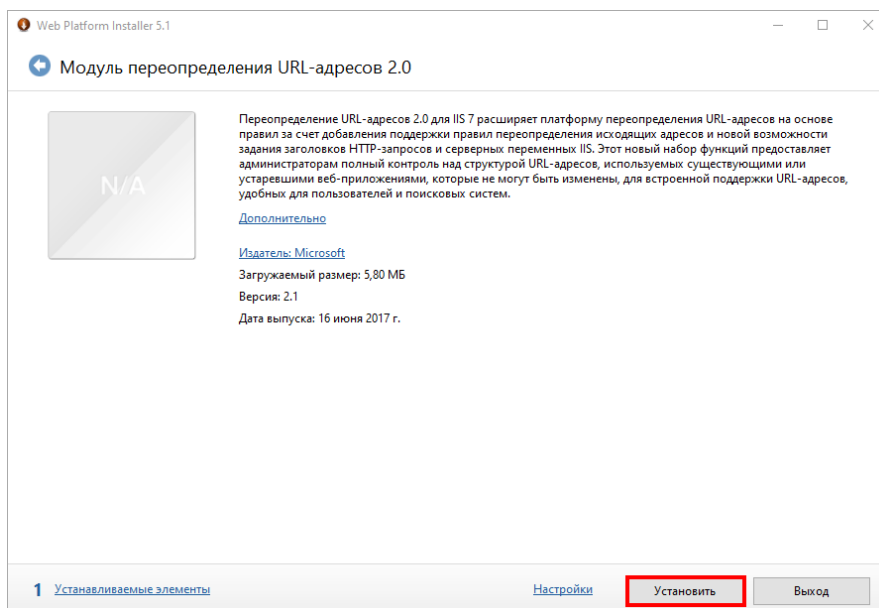 Web Platform Installer 5.1
Модуль переопределения URL-адресов 2.0
N/A
Переопределение URL-адресов 2.0 для IIS 7 расширяет платформу переопределения URL-адресов на основе
правил за счет добавления поддержки правил переопределения исходящих адресов и новой возможности
задания заголовков HTTP-запросов и серверных переменных IIS. Этот новый набор функций предоставляет
администраторам полный контроль над структурой URL-адресов, используемых существующими или
устаревшими веб-приложениями, которые не могут быть изменены, для встроенной поддержки URL-адресов,
удобных для пользователей и поисковых систем.
Дополнительно
Издатель: Microsoft
Загружаемый размер: 5,80 МБ
Версия: 2.1
Дата выпуска: 16 июня 2017 г.
1 Устанавливаемые элементы
Настройки
Установить
Выход